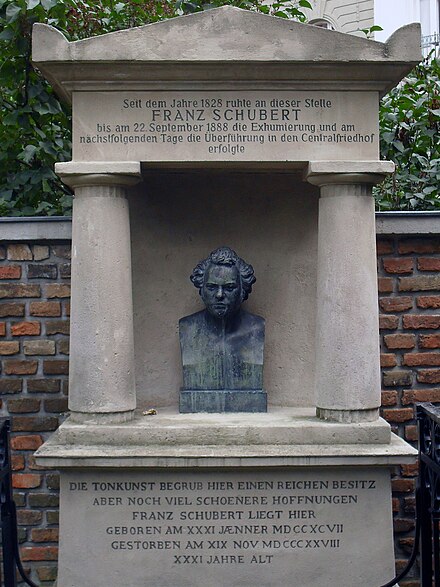 Seit dem Jahre 1828 ruhte an dieser Stelle
FRANZ SCHUBERT
bis am 22. September 1888 die Exhumierung und am
nächstfolgenden Tage die Überführung in den Centralfriedhof
erfolgte
DIE TONKUNST BEGRUB HIER EINEN REICHEN BESITZ
ABER NOCH VIEL SCHOENERE HOFFNUNGEN
FRANZ SCHUBERT LIEGT HIER
GEBOREN AM XXXI JÆNNER MDCCXCVII
GESTORBEN AM XIX NOV MDCCCXXVIII
XXXI JAHRE ALT